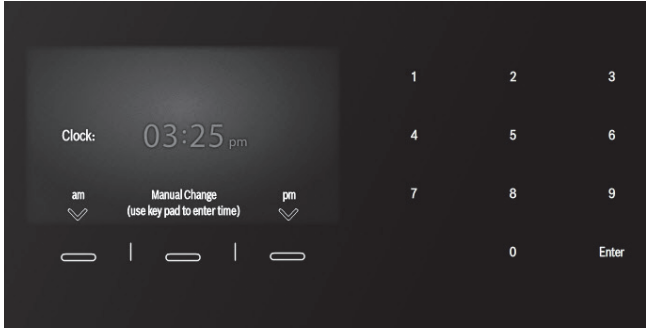 Clock: 03:25 pm
am
Manual Change
(use key pad to enter time)
pm
1 2 3
4 5 6
7 8 9
0 Enter